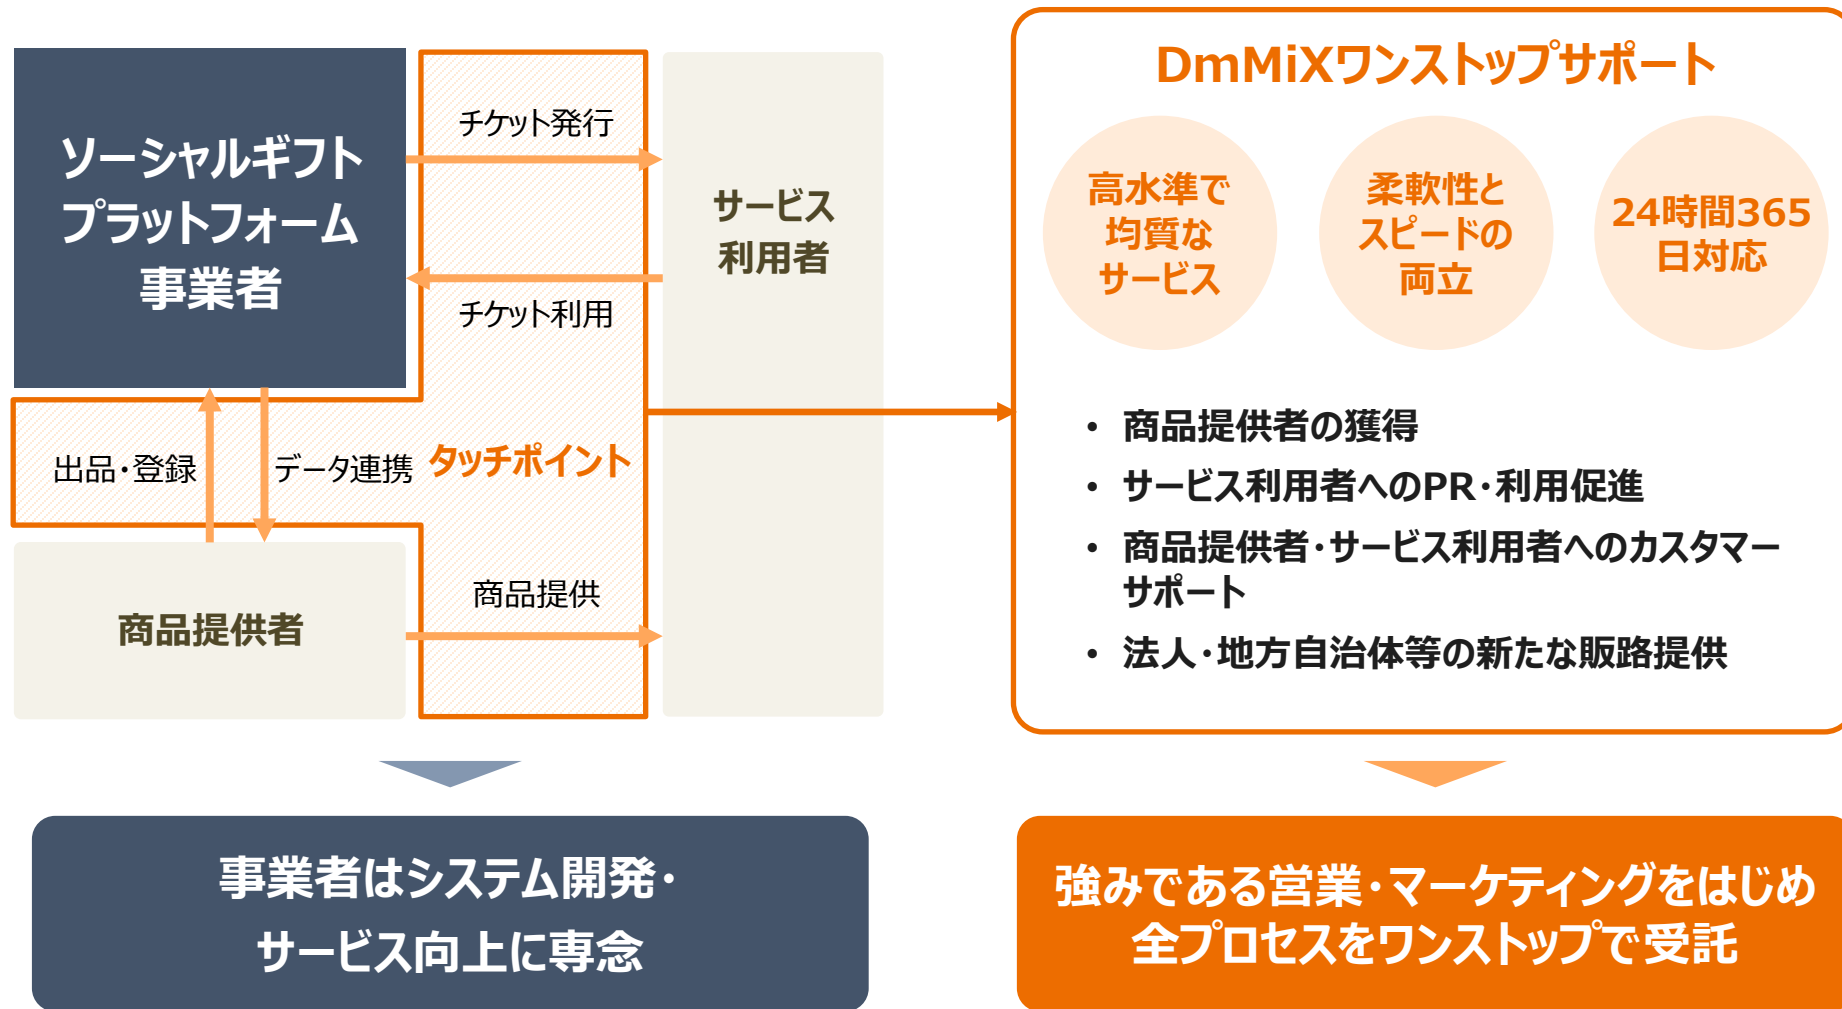 ソーシャルギフト
プラットフォーム
事業者
チケット発行
チケット利用
サービス
利用者
出品・登録
データ連携
タッチポイント
商品提供者
商品提供
DmMiXワンストップサポート
高水準で
均質な
サービス
柔軟性と
スピードの
両立
24時間365
日対応
• 商品提供者の獲得
• サービス利用者へのPR・利用促進
• 商品提供者・サービス利用者へのカスタマー
サポート
• 法人・地方自治体等の新たな販路提供
事業者はシステム開発・
サービス向上に専念
強みである営業・マーケティングをはじめ
全プロセスをワンストップで受託